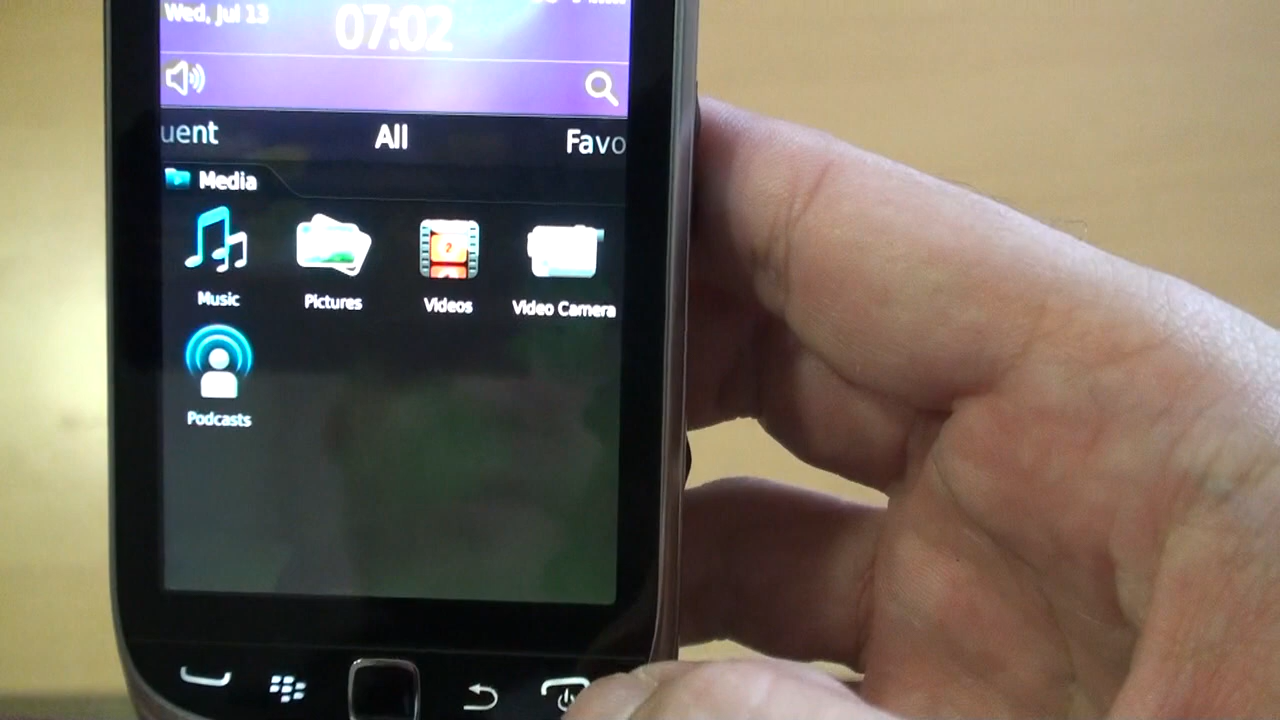 Wed, Jul 13
07:02
uent All Favo
Media
Music Pictures Videos Video Camera
Podcasts